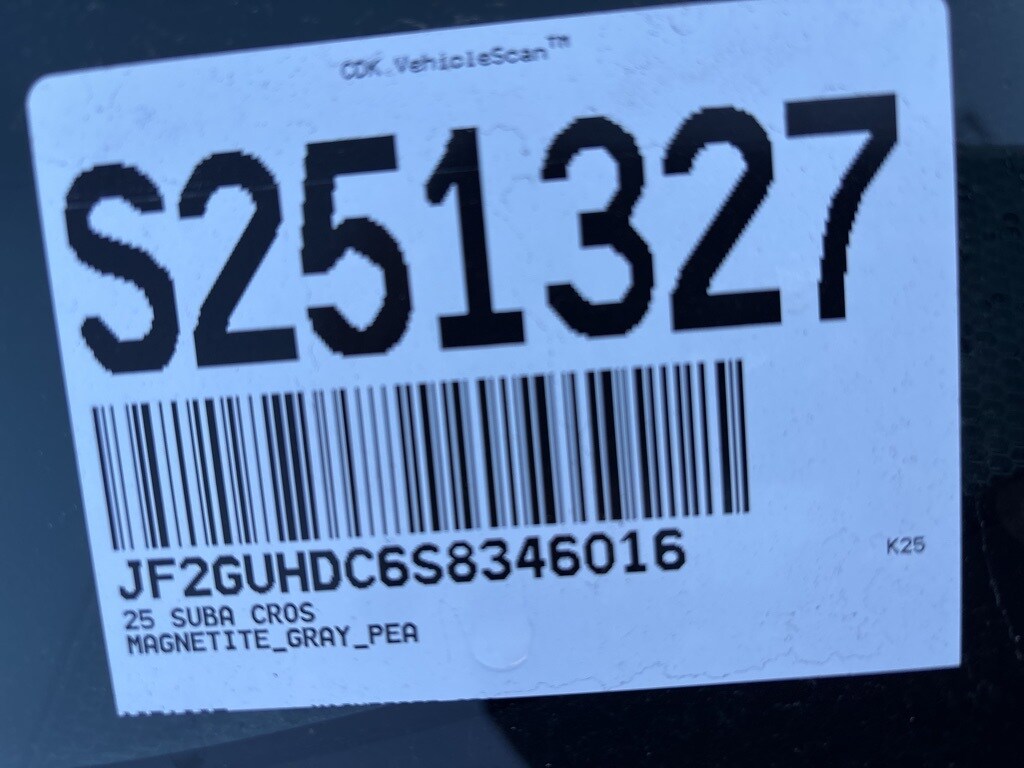 CDK.VehicleScan™
S251327
JF2GUHDC6S8346016
K25
25 SUBA CROS
MAGNETITE_GRAY_PEA